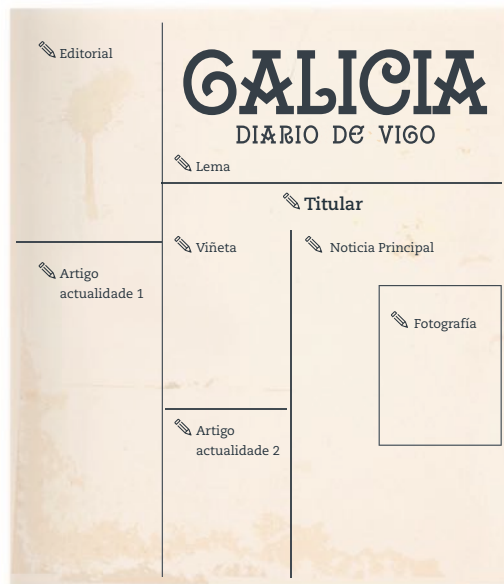 Editorial
GALICIA
DIARIO DE VIGO
Lema
Titular
Viñeta
Noticia Principal
Artigo
actualidade 1
Fotografía
Artigo
actualidade 2